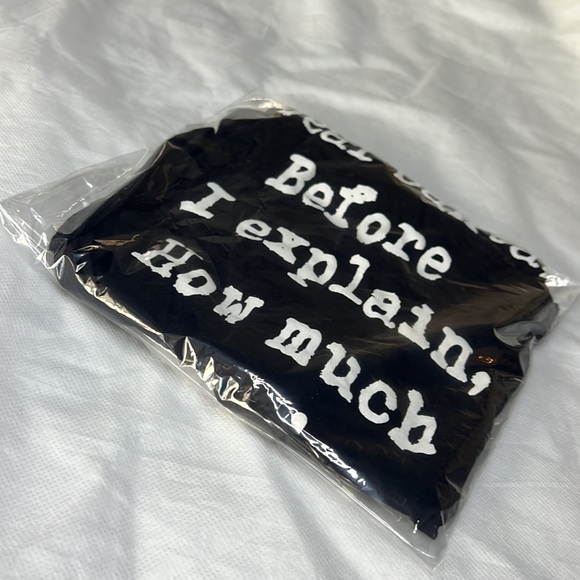 Before
I explain,
How much